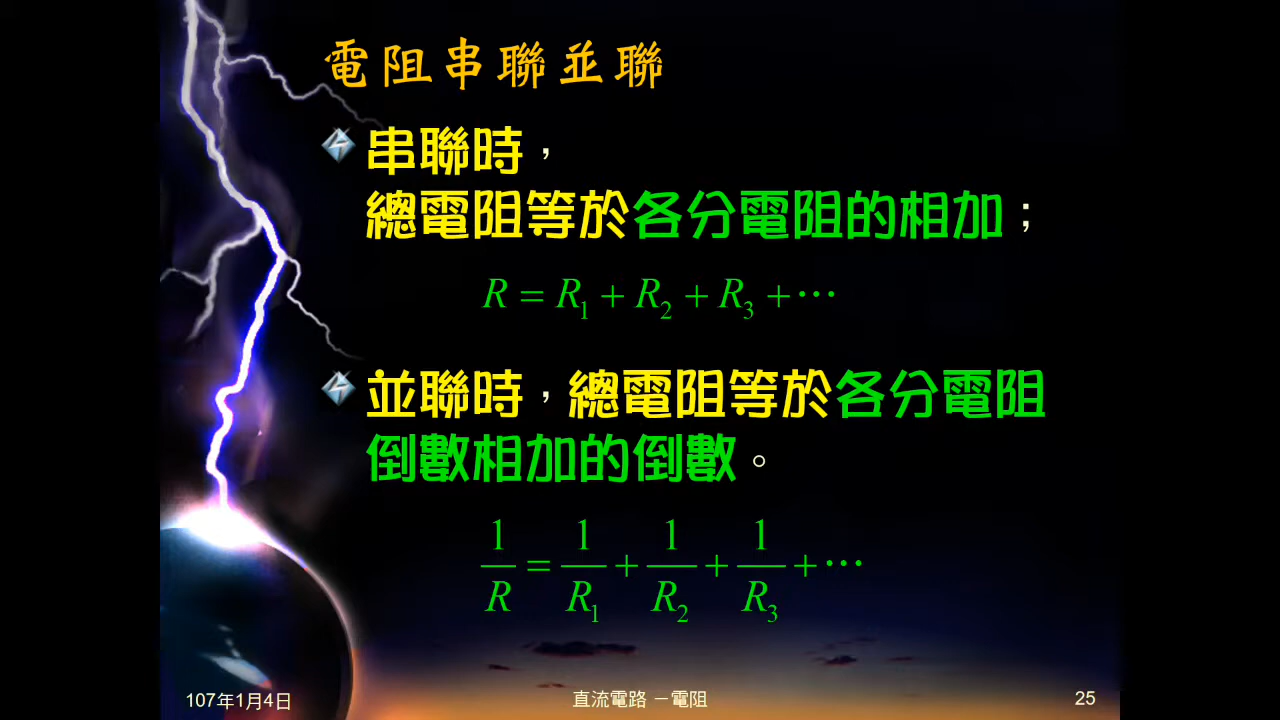 電阻串聯並聯
串聯時，
總電阻等於各分電阻的相加；
R = R₁ + R₂ + R₃ + ⋯
並聯時，總電阻等於各分電阻
倒數相加的倒數。
1/R = 1/R₁ + 1/R₂ + 1/R₃ + ⋯
107年1月4日 直流電路 －電阻 25